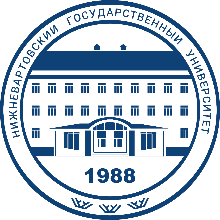 НИЖНЕВАРТОВСКИЙ ГОСУДАРСТВЕННЫЙ УНИВЕРСИТЕТ
1988